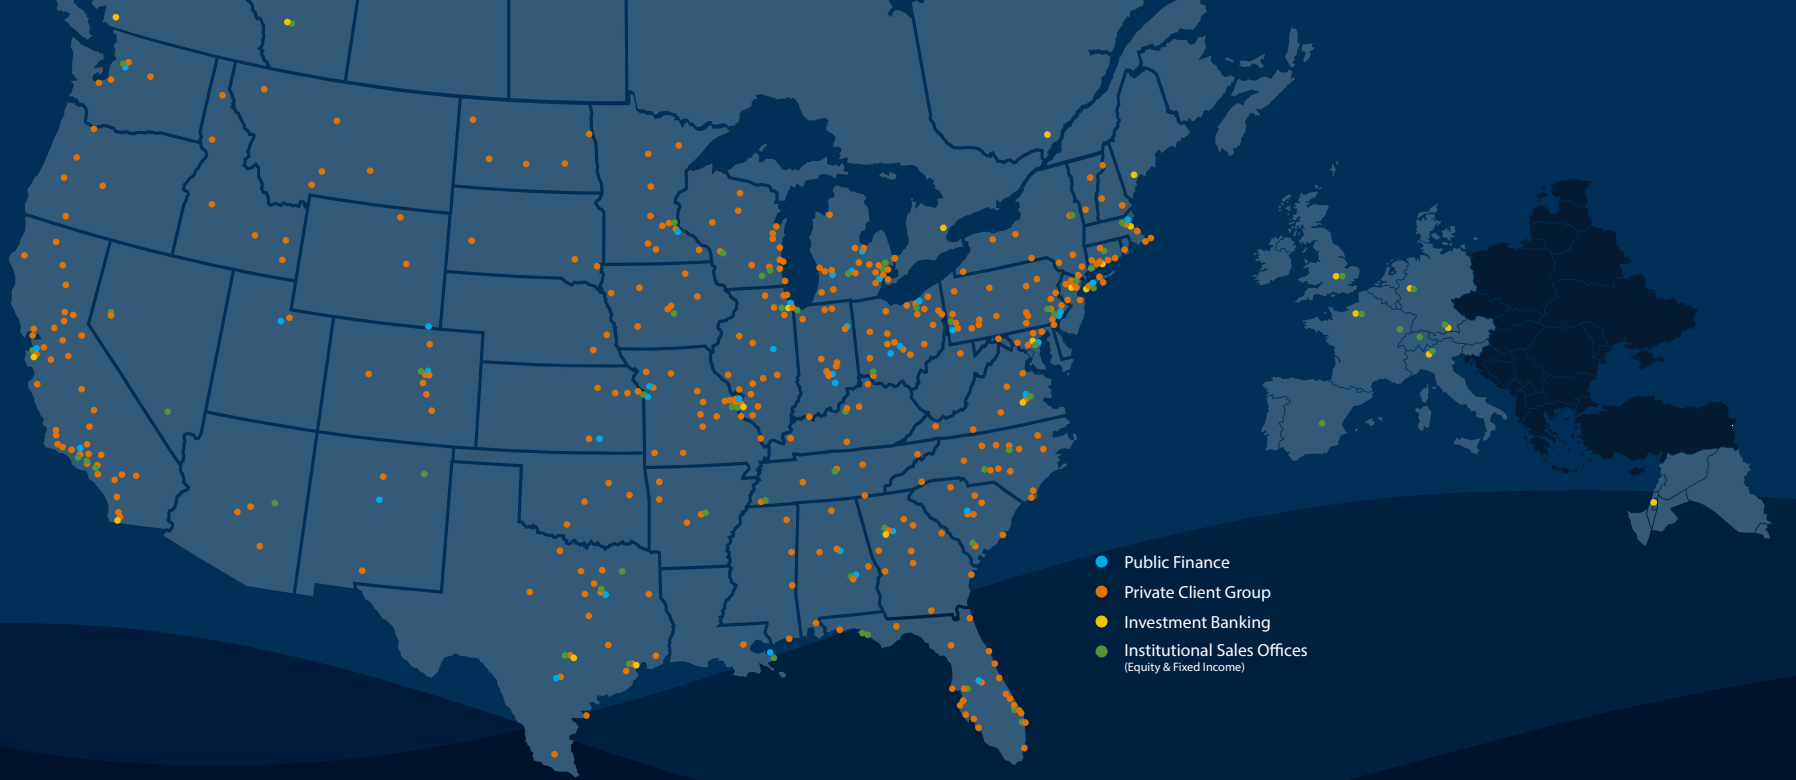 Public Finance
Private Client Group
Investment Banking
Institutional Sales Offices
(Equity & Fixed Income)